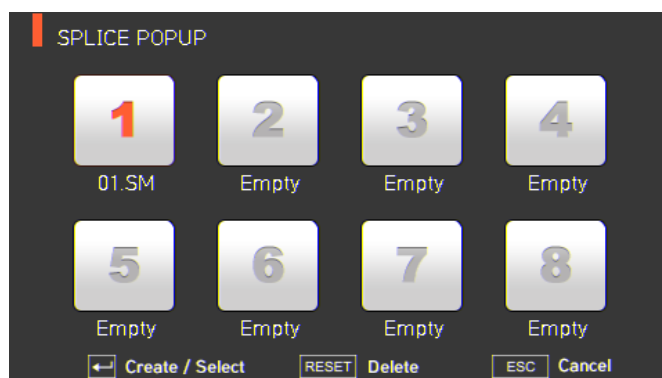 SPLICE POPUP
1 2 3 4
01.SM Empty Empty Empty
5 6 7 8
Empty Empty Empty Empty
Create / Select RESET Delete ESC Cancel